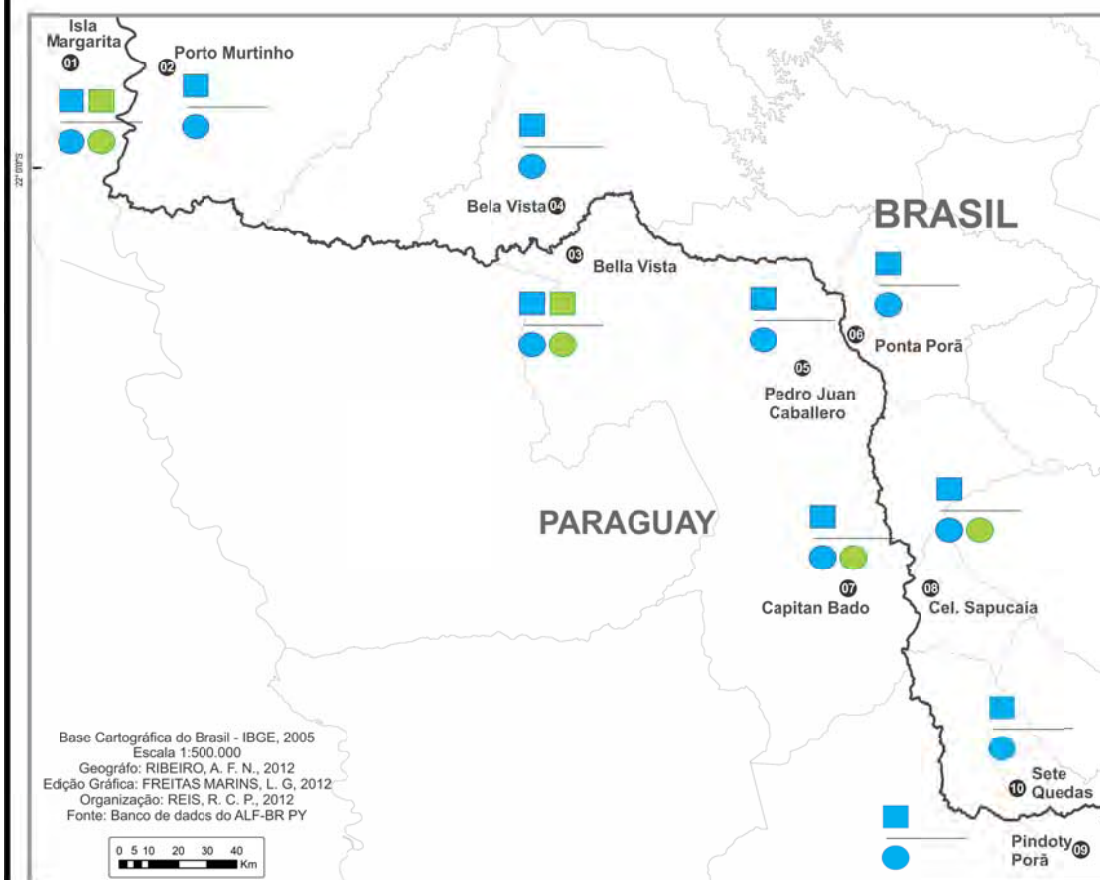 Isla
Margarita
01
02
Porto Murtinho
Bela Vista
04
03
Bella Vista
BRASIL
06
Ponta Porã
05
Pedro Juan
Caballero
PARAGUAY
07
Capitan Bado
08
Cel. Sapucaia
Sete
Quedas
10
Pindoty
Porã
09
Base Cartográfica do Brasil - IBGE, 2005
Escala 1:500.000
Geográfo: RIBEIRO, A. F. N., 2012
Edição Gráfica: FREITAS MARINS, L. G, 2012
Organização: REIS, R. C. P., 2012
Fonte: Banco de dados do ALF-BR PY
0 5 10 20 30 40
Km